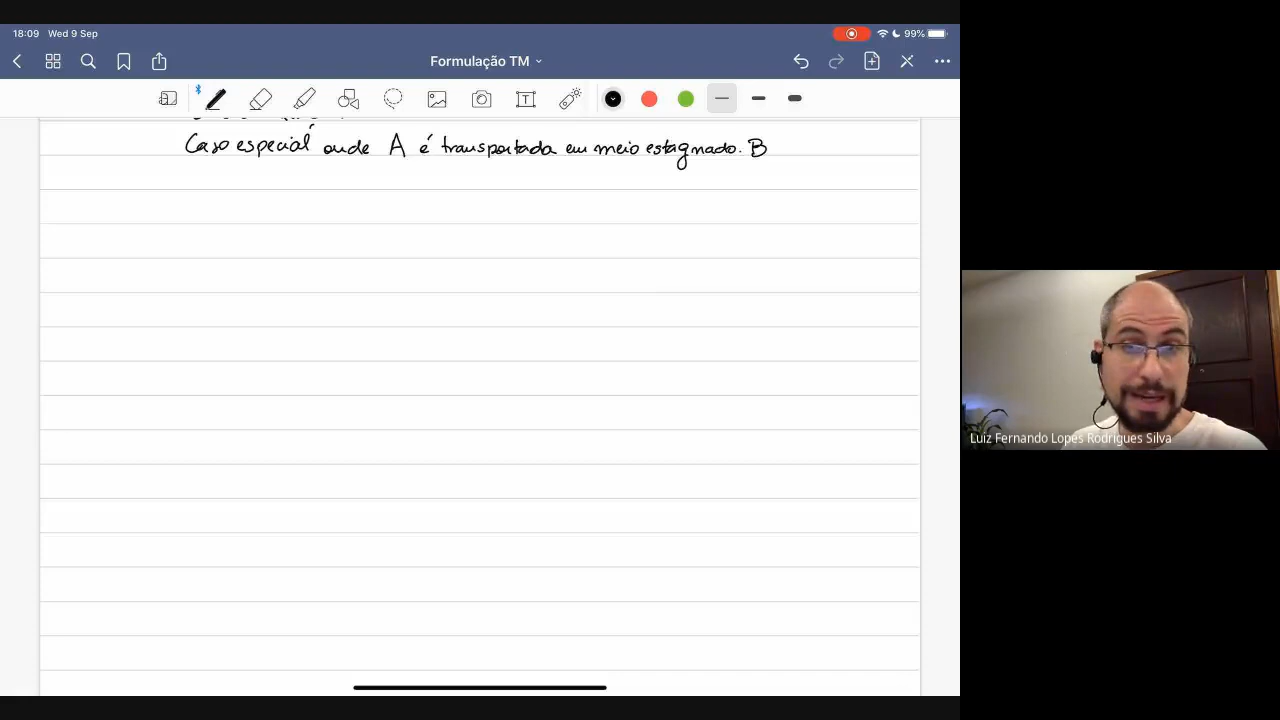 18:09 Wed 9 Sep 99%
Formulação TM
Caso especial onde A é transportada em meio estagnado. B
Luiz Fernando Lopes Rodrigues Silva